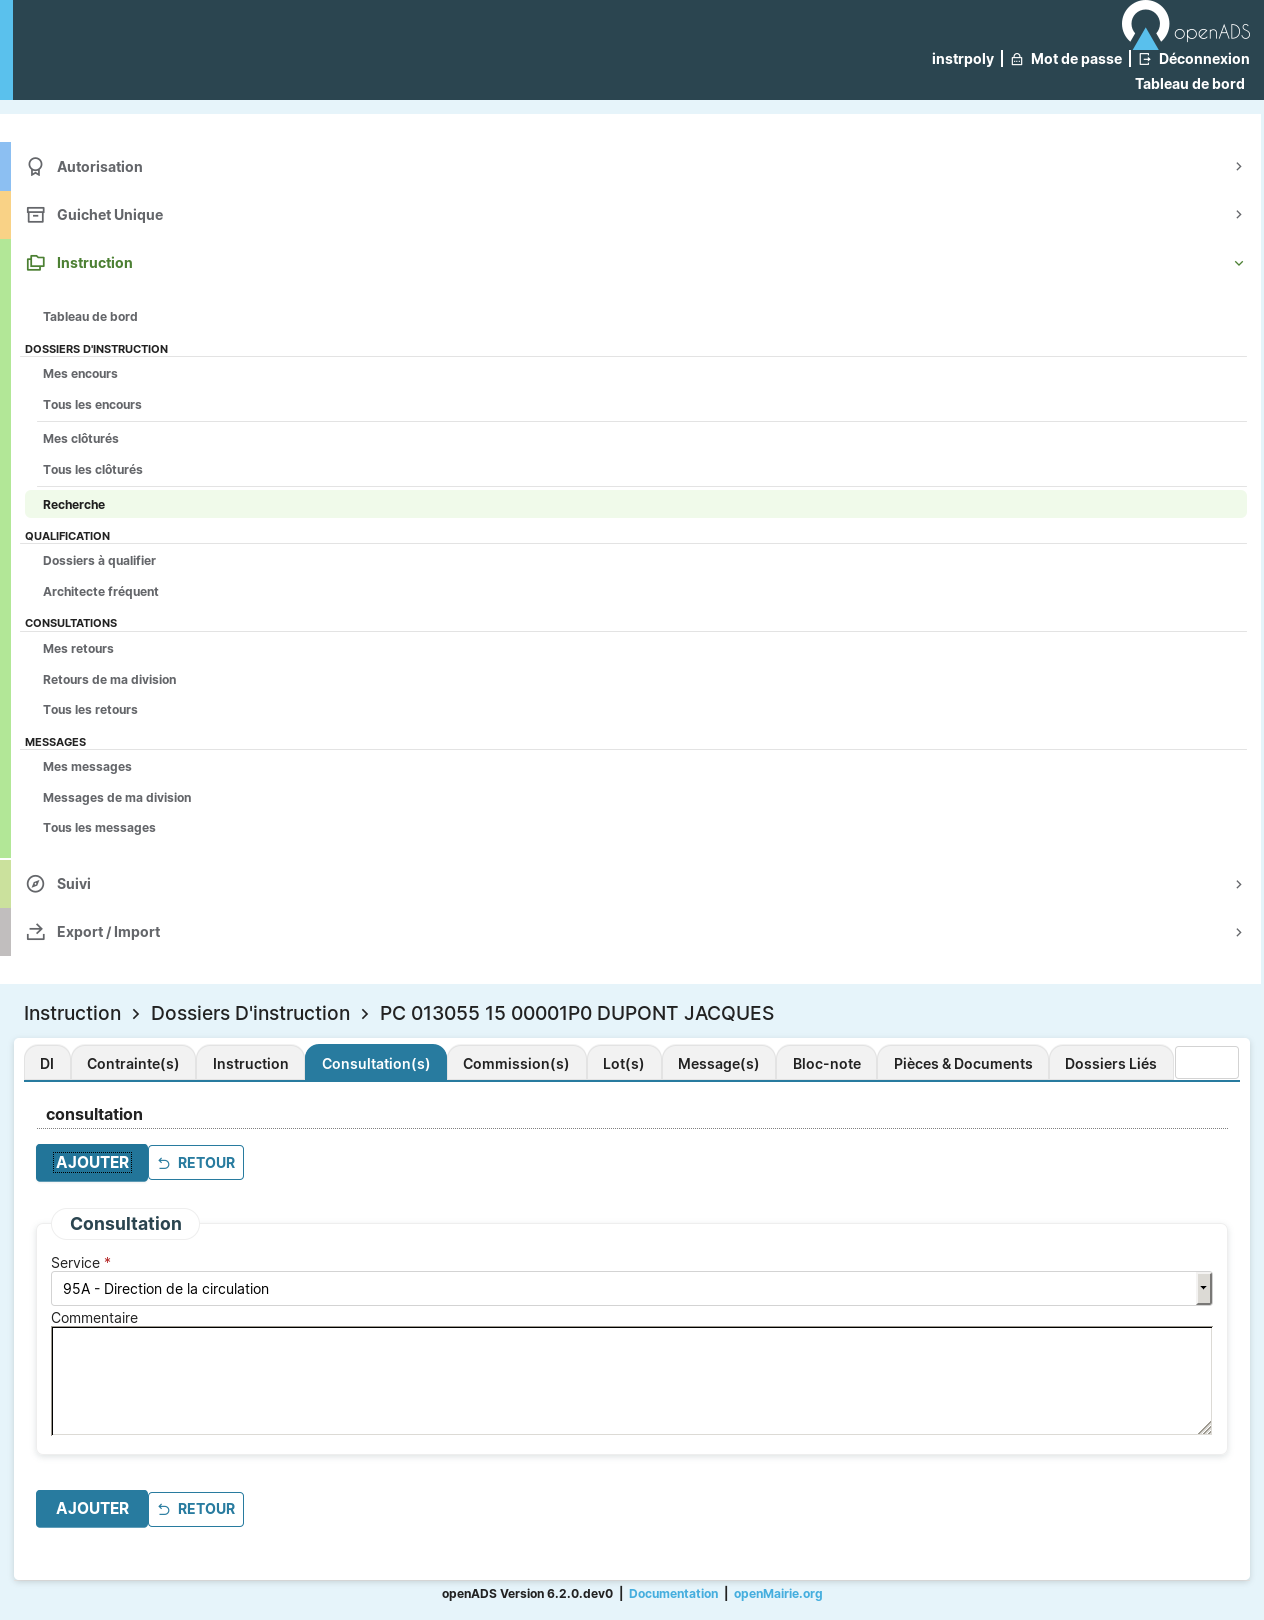 openADS
instrpoly | Mot de passe | Déconnexion
Tableau de bord
Autorisation
Guichet Unique
Instruction
Tableau de bord
DOSSIERS D'INSTRUCTION
Mes encours
Tous les encours
Mes clôturés
Tous les clôturés
Recherche
QUALIFICATION
Dossiers à qualifier
Architecte fréquent
CONSULTATIONS
Mes retours
Retours de ma division
Tous les retours
MESSAGES
Mes messages
Messages de ma division
Tous les messages
Suivi
Export / Import
Instruction > Dossiers D'instruction > PC 013055 15 00001P0 DUPONT JACQUES
DI Contrainte(s) Instruction Consultation(s) Commission(s) Lot(s) Message(s) Bloc-note Pièces & Documents Dossiers Liés
consultation
AJOUTER RETOUR
Consultation
Service *
95A - Direction de la circulation
Commentaire
AJOUTER RETOUR
openADS Version 6.2.0.dev0 | Documentation | openMairie.org